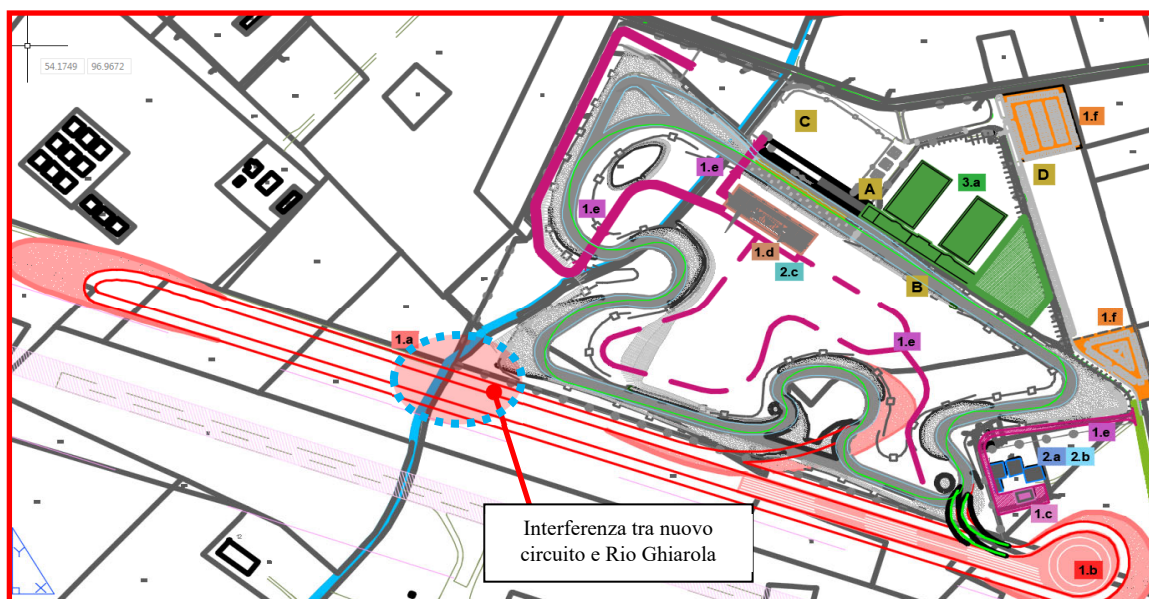 54.1749 96.9672
C
1.f
1.e
A
3.a
D
1.e
1.d
2.c
B
1.a
1.f
1.e
1.e
2.a 2.b
1.c
Interferenza tra nuovo
circuito e Rio Ghiarola
1.b
Y
X